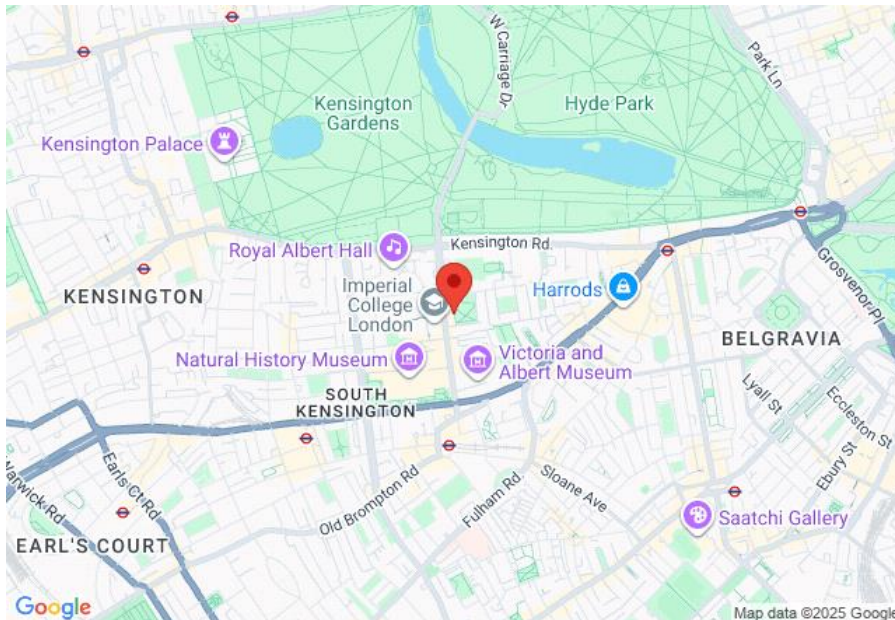 W Carriage Dr.
Park Ln
Kensington
Gardens
Hyde Park
Kensington Palace
Royal Albert Hall
Kensington Rd.
KENSINGTON
Imperial
College
London
Harrods
Grosvenor Pl
BELGRAVIA
Natural History Museum
Victoria and
Albert Museum
SOUTH
KENSINGTON
Lyall St
Eccleston St
Ebury St
Warwick Rd
Earls Ct Rd
Old Brompton Rd
Fulham Rd
Sloane Ave
Saatchi Gallery
EARL'S COURT
Google
Map data ©2025 Google